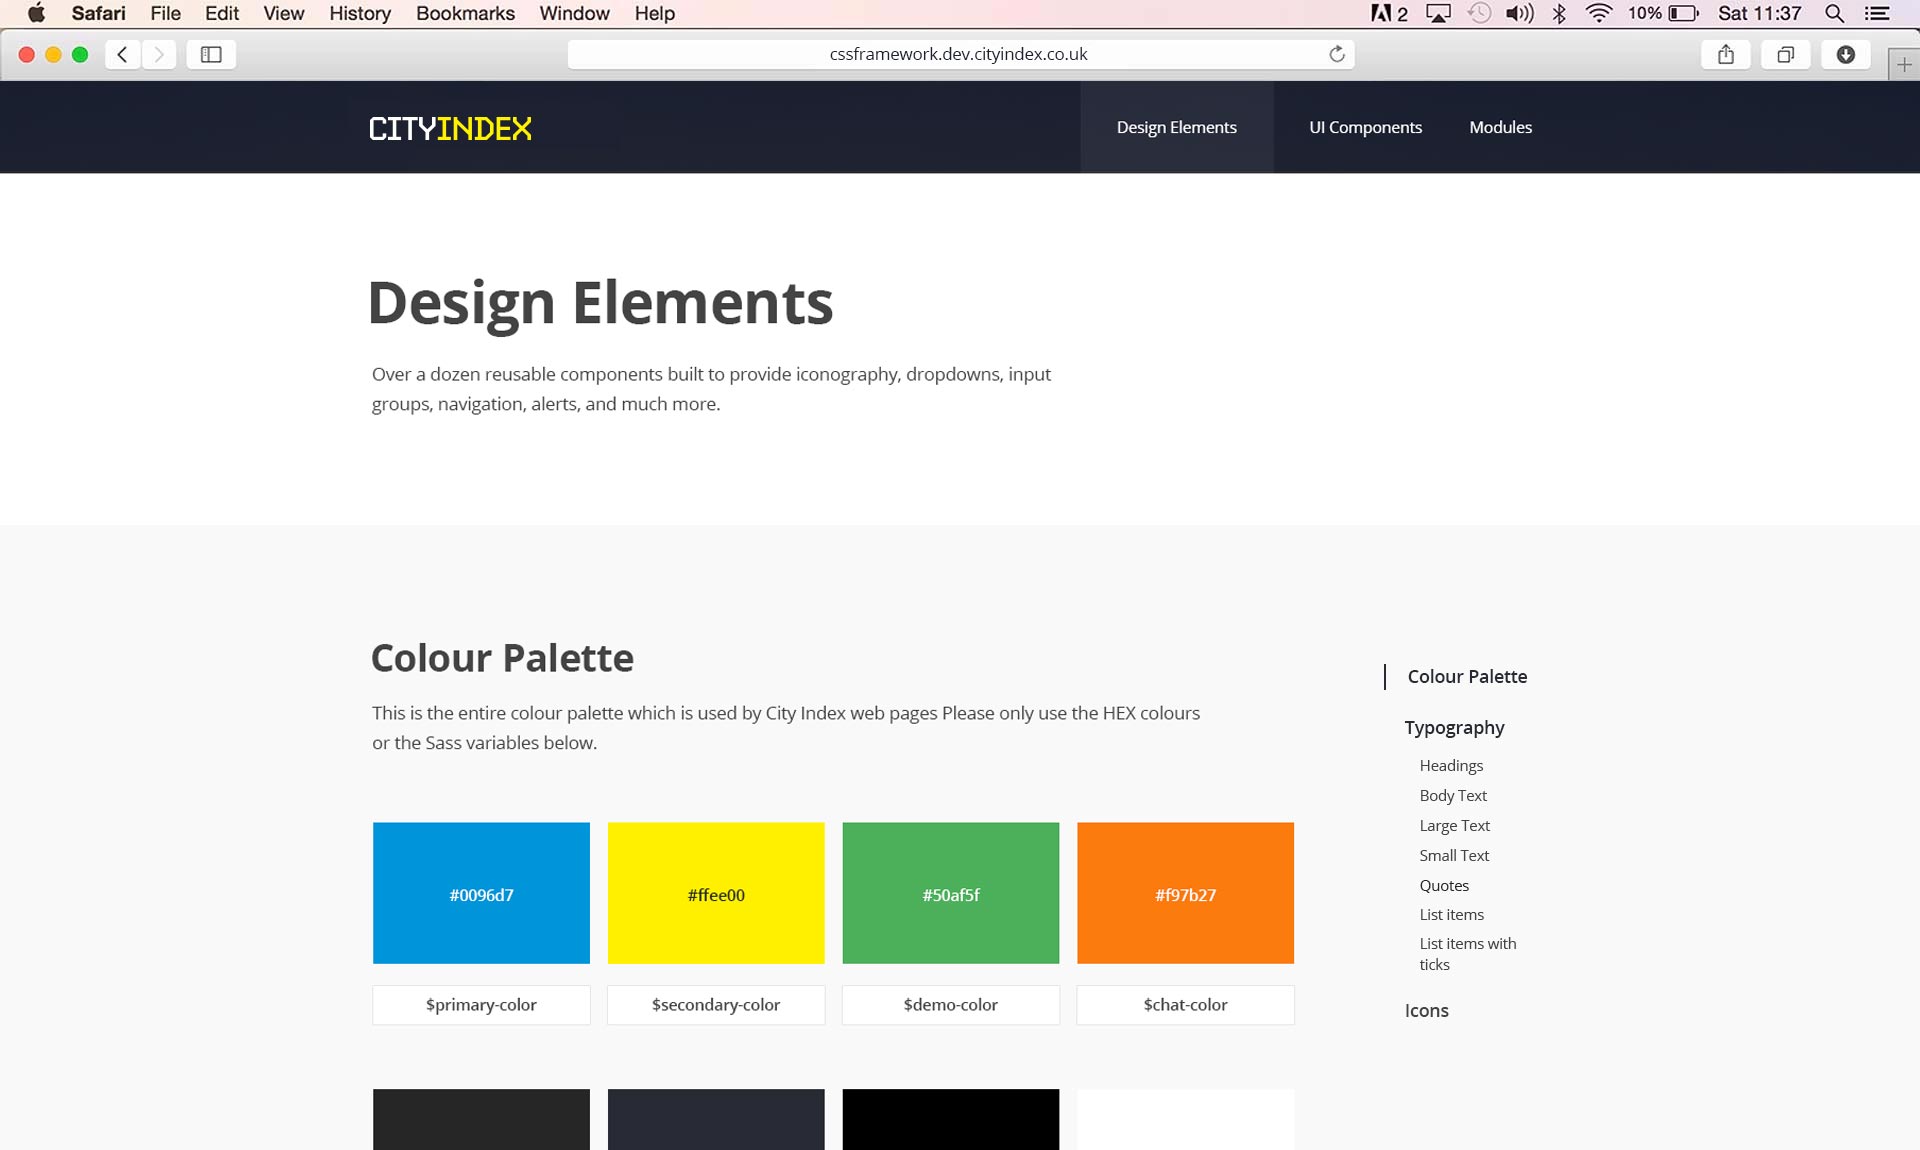 Safari File Edit View History Bookmarks Window Help 2 10% Sat 11:37
cssframework.dev.cityindex.co.uk
CITYINDEX Design Elements UI Components Modules
Design Elements
Over a dozen reusable components built to provide iconography, dropdowns, input
groups, navigation, alerts, and much more.
Colour Palette
This is the entire colour palette which is used by City Index web pages Please only use the HEX colours
or the Sass variables below.
#0096d7 #ffee00 #50af5f #f97b27
$primary-color $secondary-color $demo-color $chat-color
Colour Palette
Typography
Headings
Body Text
Large Text
Small Text
Quotes
List items
List items with
ticks
Icons